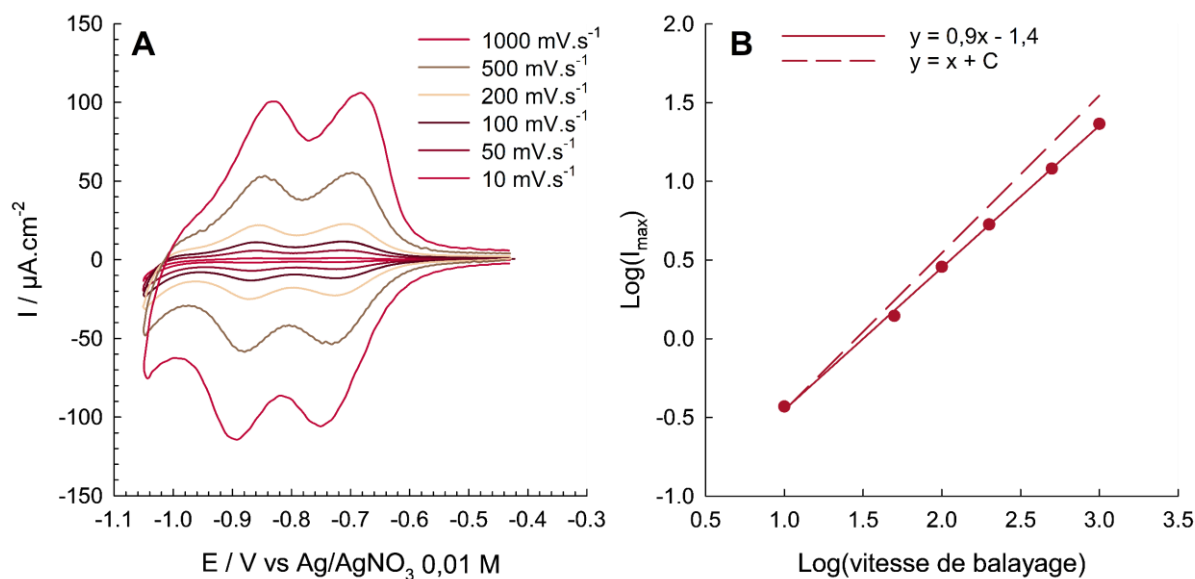 A
1000 mV.s⁻¹
500 mV.s⁻¹
200 mV.s⁻¹
100 mV.s⁻¹
50 mV.s⁻¹
10 mV.s⁻¹
150
100
50
0
-50
-100
-150
I / µA.cm⁻²
-1.1 -1.0 -0.9 -0.8 -0.7 -0.6 -0.5 -0.4 -0.3
E / V vs Ag/AgNO₃ 0,01 M
B
y = 0,9x - 1,4
y = x + C
2.0
1.5
1.0
0.5
0.0
-0.5
-1.0
Log(I_max)
0.5 1.0 1.5 2.0 2.5 3.0 3.5
Log(vitesse de balayage)